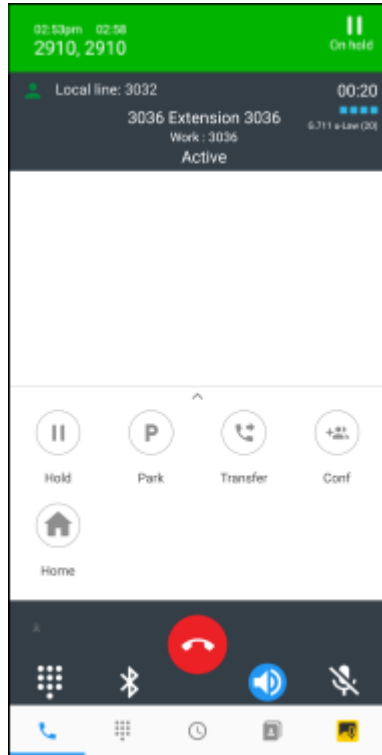 02:53pm 02:58
2910, 2910
On hold
Local line: 3032
00:20
3036 Extension 3036
G.711 u-Law (20)
Work : 3036
Active
Hold
Park
Transfer
Conf
Home